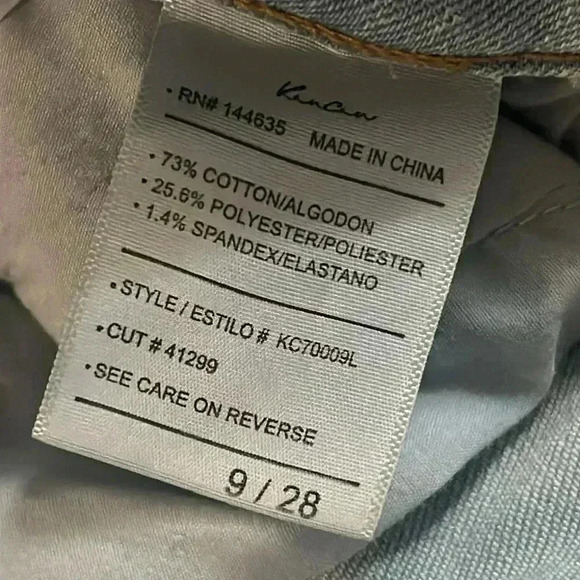 KanCan
• RN# 144635 MADE IN CHINA
• 73% COTTON/ALGODON
• 25.6% POLYESTER/POLIESTER
• 1.4% SPANDEX/ELASTANO
• STYLE / ESTILO # KC70009L
• CUT # 41299
• SEE CARE ON REVERSE
9 / 28